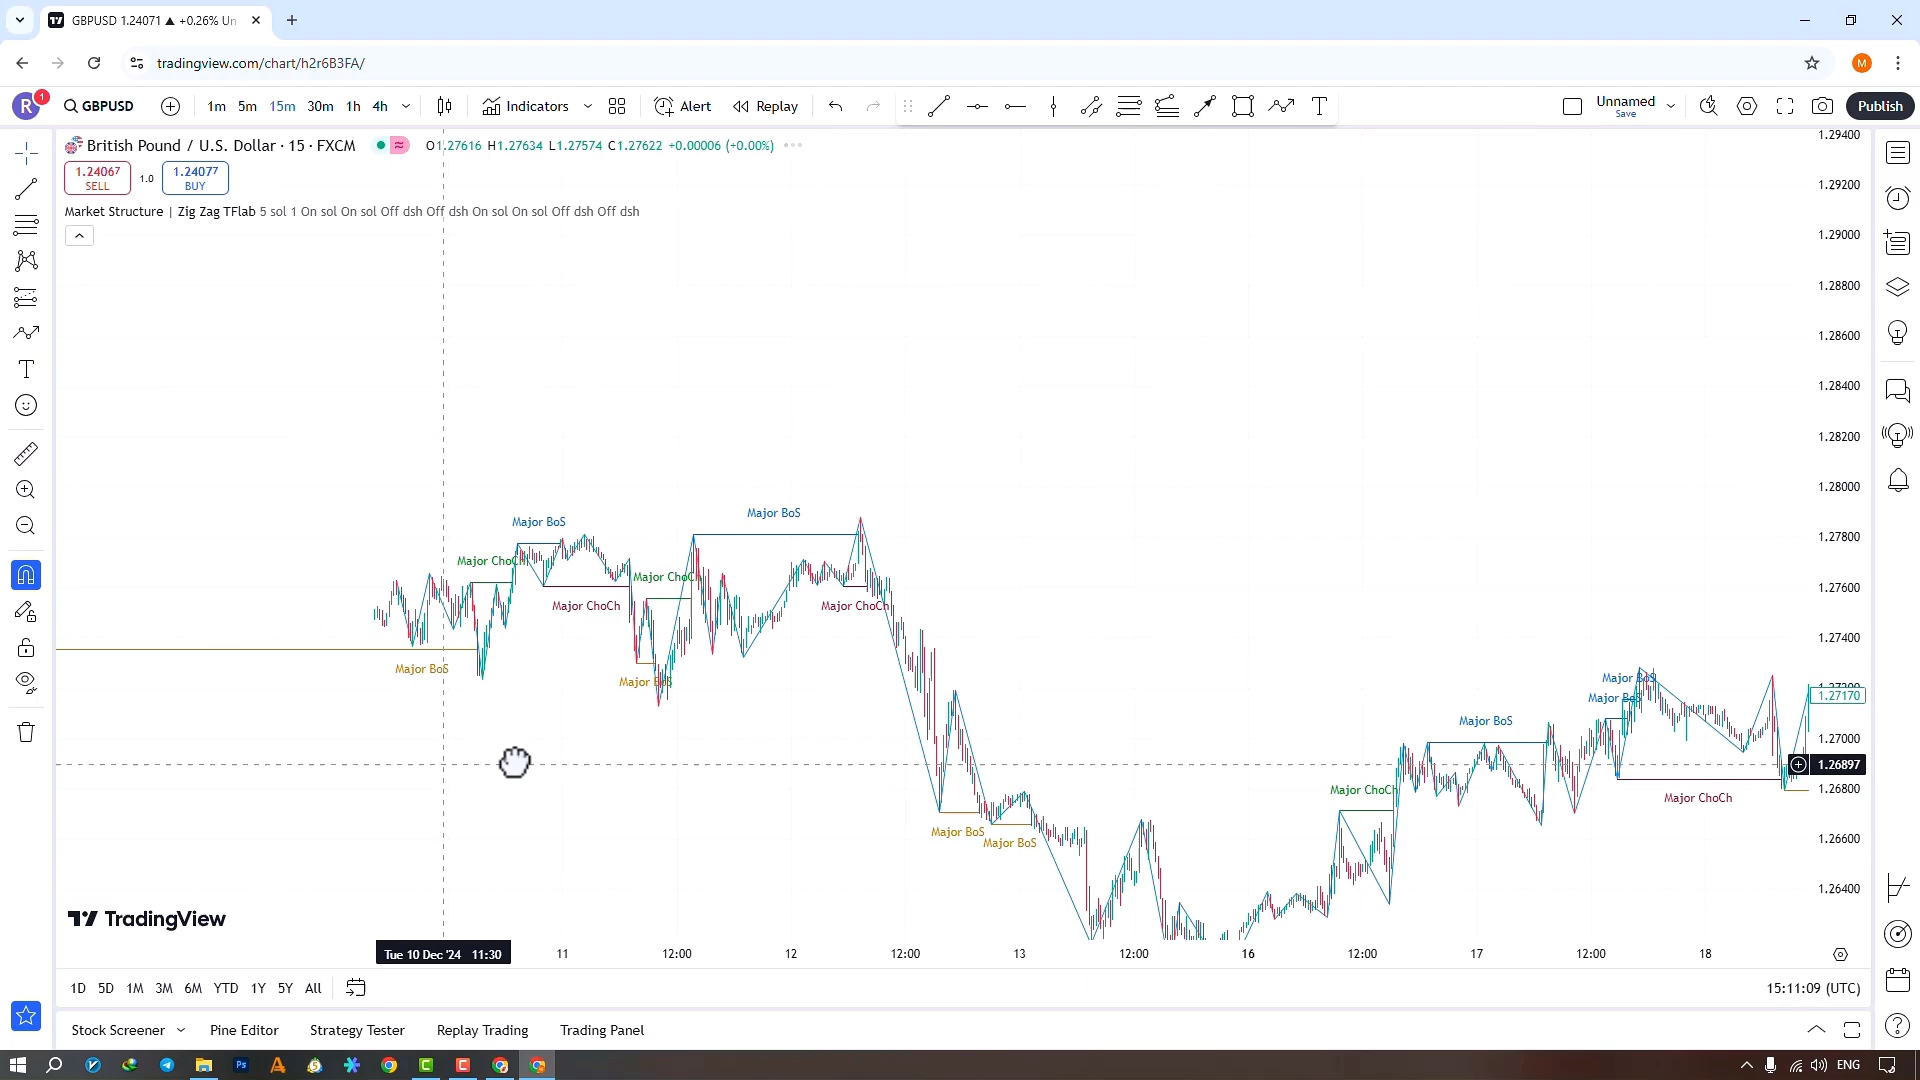 GBPUSD 1.24071 ▲ +0.26% Un
tradingview.com/chart/h2r6B3FA/
M
R
1
GBPUSD
1m 5m 15m 30m 1h 4h
Indicators
Alert
Replay
Unnamed
Save
Publish
British Pound / U.S. Dollar · 15 · FXCM
O1.27616 H1.27634 L1.27574 C1.27622 +0.00006 (+0.00%)
1.24067
SELL
1.0
1.24077
BUY
Market Structure | Zig Zag TFlab 5 sol 1 On sol On sol Off dsh Off dsh On sol On sol Off dsh Off dsh
1.29400
1.29200
1.29000
1.28800
1.28600
1.28400
1.28200
1.28000
1.27800
1.27600
1.27400
1.27170
1.27000
1.26897
1.26800
1.26600
1.26400
Major BoS
Major BoS
Major ChoCh
Major ChoCh
Major ChoCh
Major ChoCh
Major BoS
Major BoS
Major BoS
Major BoS
Major BoS
Major ChoCh
Major BoS
Major BoS
Major ChoCh
TradingView
Tue 10 Dec '24 11:30
11 12:00 12 12:00 13 12:00 16 12:00 17 12:00 18
1D 5D 1M 3M 6M YTD 1Y 5Y All
15:11:09 (UTC)
Stock Screener Pine Editor Strategy Tester Replay Trading Trading Panel
Ps
ENG